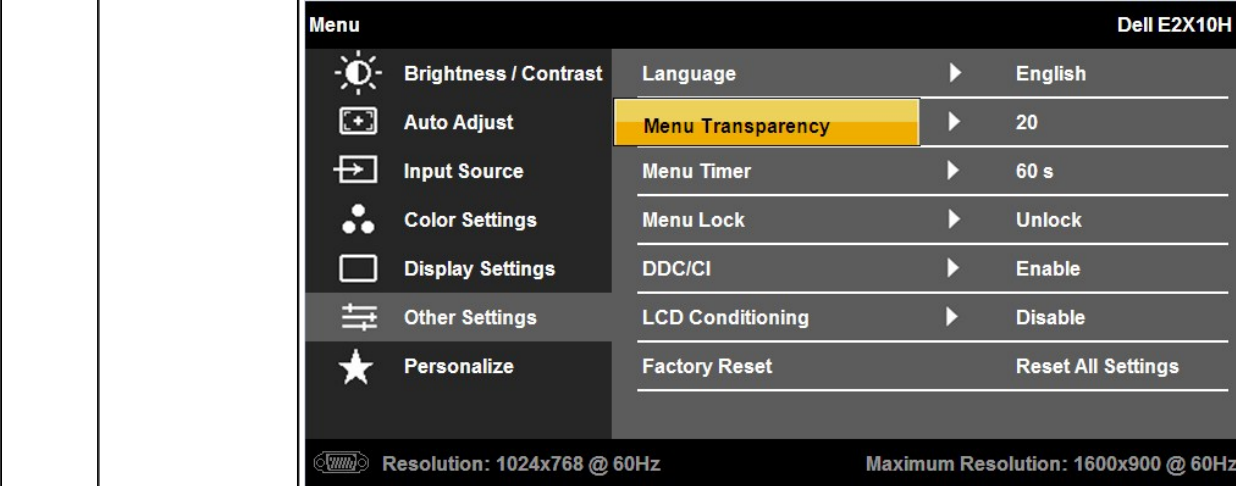 Menu Dell E2X10H
Brightness / Contrast Language English
Auto Adjust Menu Transparency 20
Input Source Menu Timer 60 s
Color Settings Menu Lock Unlock
Display Settings DDC/CI Enable
Other Settings LCD Conditioning Disable
Personalize Factory Reset Reset All Settings
Resolution: 1024x768 @ 60Hz Maximum Resolution: 1600x900 @ 60Hz